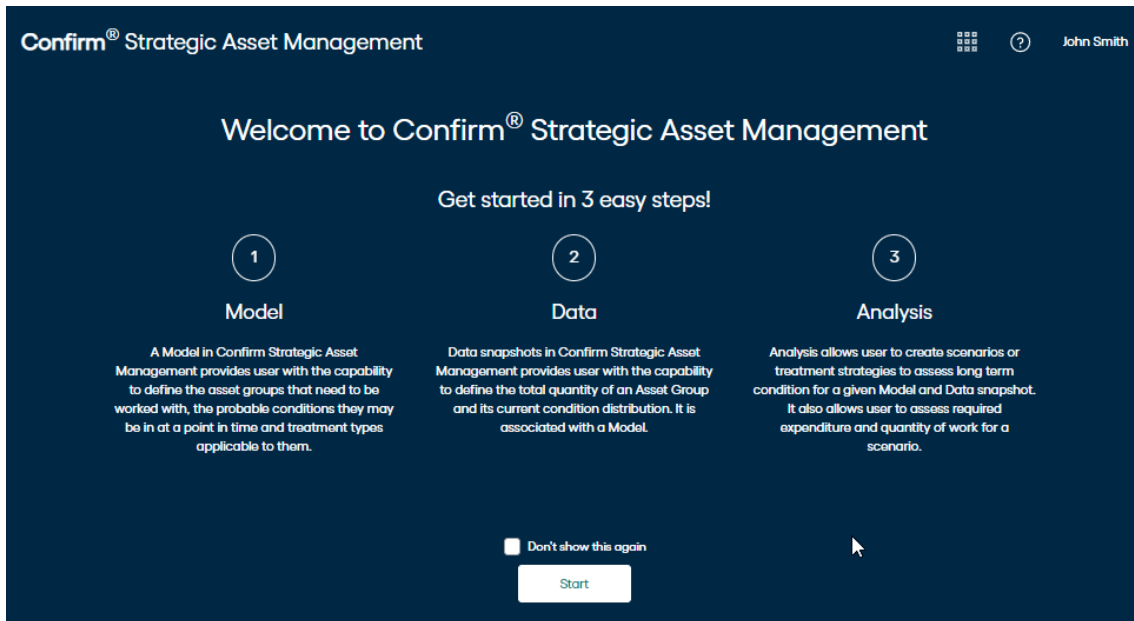 Confirm® Strategic Asset Management
John Smith
Welcome to Confirm® Strategic Asset Management
Get started in 3 easy steps!
1
Model
A Model in Confirm Strategic Asset
Management provides user with the capability
to define the asset groups that need to be
worked with, the probable conditions they may
be in at a point in time and treatment types
applicable to them.
2
Data
Data snapshots in Confirm Strategic Asset
Management provides user with the capability
to define the total quantity of an Asset Group
and its current condition distribution. It is
associated with a Model.
3
Analysis
Analysis allows user to create scenarios or
treatment strategies to assess long term
condition for a given Model and Data snapshot.
It also allows user to assess required
expenditure and quantity of work for a
scenario.
Don't show this again
Start